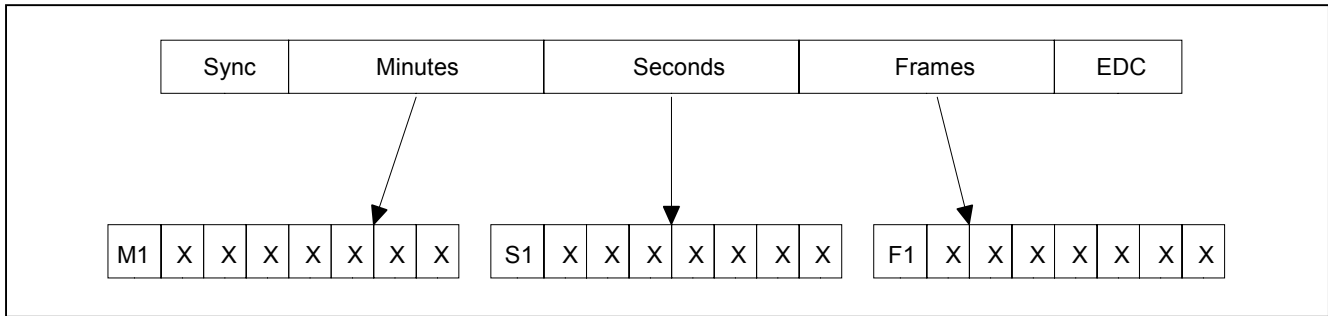 Sync Minutes Seconds Frames EDC
M1 X X X X X X X S1 X X X X X X X F1 X X X X X X X